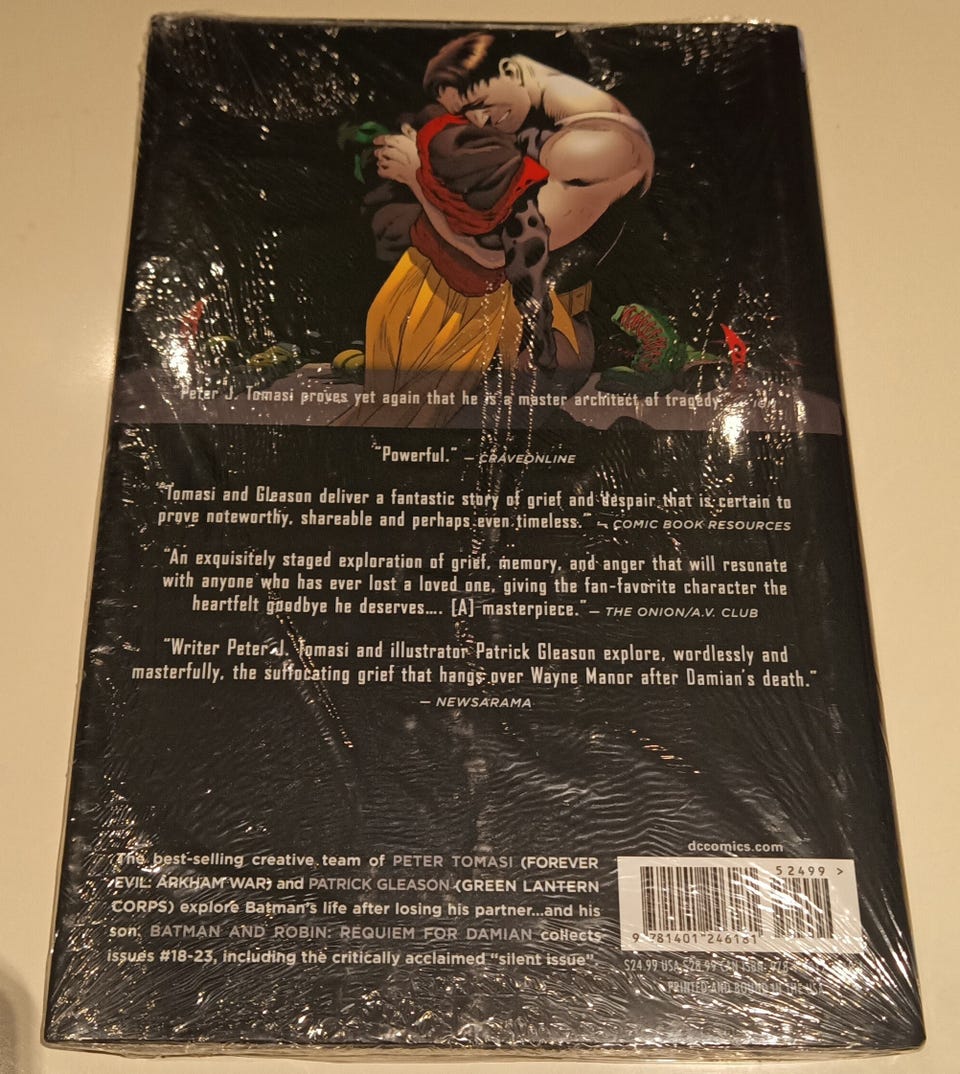 Peter J. Tomasi proves yet again that he is a master architect of tragedy
"Powerful." — CRAVEONLINE
"Tomasi and Gleason deliver a fantastic story of grief and despair that is certain to
prove noteworthy, shareable and perhaps even timeless." — COMIC BOOK RESOURCES
"An exquisitely staged exploration of grief, memory, and anger that will resonate
with anyone who has ever lost a loved one, giving the fan-favorite character the
heartfelt goodbye he deserves.... [A] masterpiece." — THE ONION/A.V. CLUB
"Writer Peter J. Tomasi and illustrator Patrick Gleason explore, wordlessly and
masterfully, the suffocating grief that hangs over Wayne Manor after Damian's death."
— NEWSARAMA
The best-selling creative team of PETER TOMASI (FOREVER
EVIL: ARKHAM WAR) and PATRICK GLEASON (GREEN LANTERN
CORPS) explore Batman's life after losing his partner...and his
son. BATMAN AND ROBIN: REQUIEM FOR DAMIAN collects
issues #18-23, including the critically acclaimed "silent issue".
dccomics.com
52499 >
9 781401 246181
$24.99 USA $28.99 CAN ISBN:
PRINTED AND BOUND IN THE USA